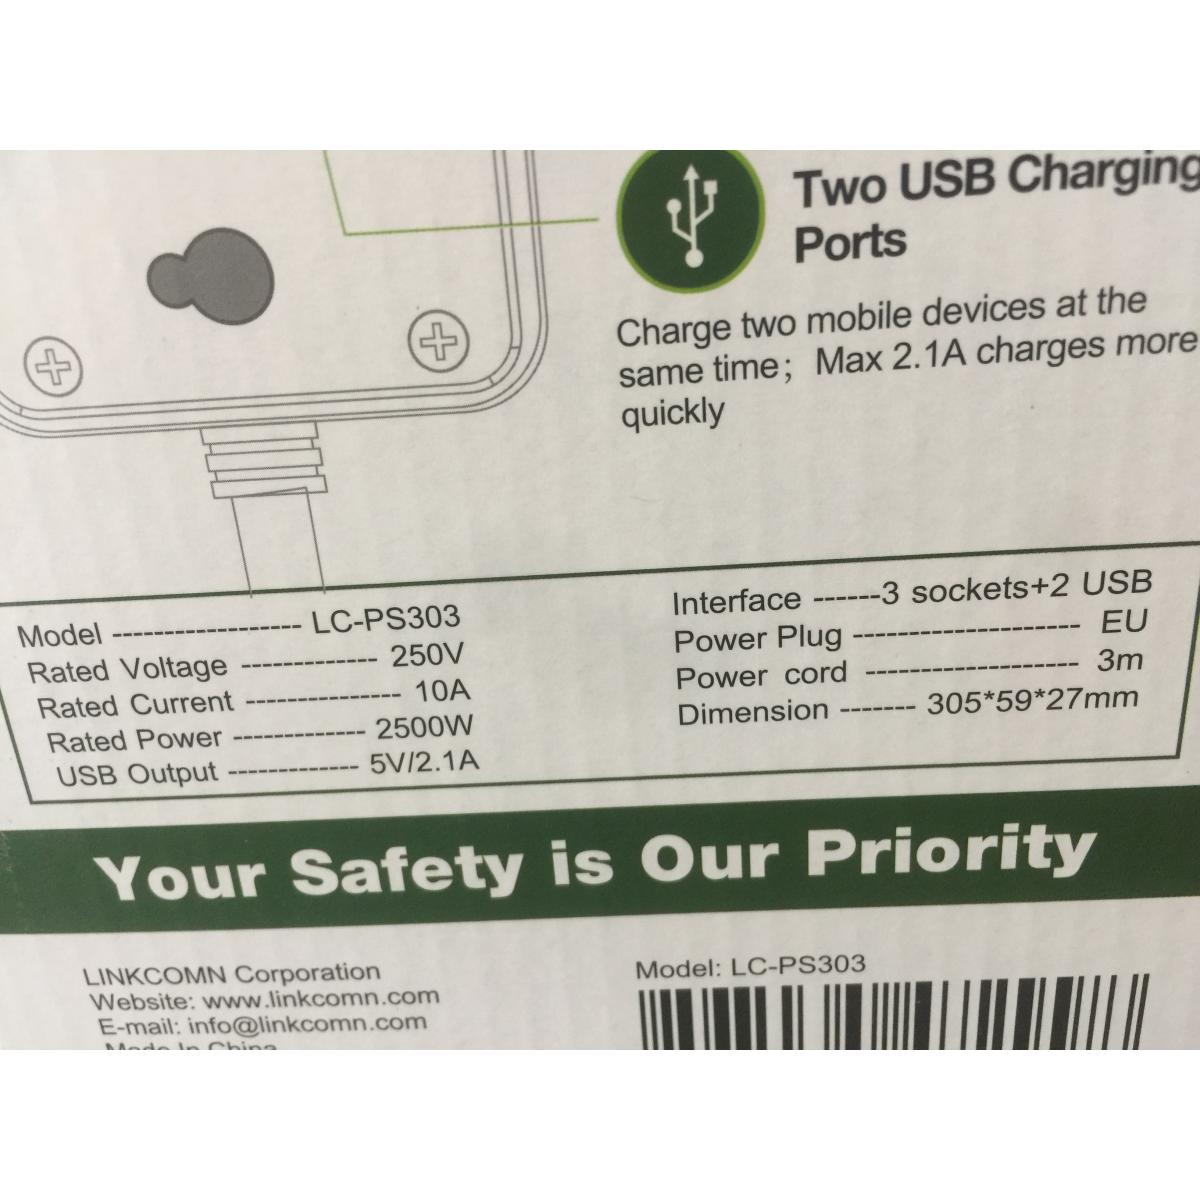 Two USB Charging
Ports
Charge two mobile devices at the
same time; Max 2.1A charges more
quickly
Model ------------------- LC-PS303
Rated Voltage ------------- 250V
Rated Current --------------- 10A
Rated Power ------------- 2500W
USB Output ------------- 5V/2.1A
Interface ------3 sockets+2 USB
Power Plug --------------------- EU
Power cord ------------------- 3m
Dimension ------- 305*59*27mm
Your Safety is Our Priority
LINKCOMN Corporation
Website: www.linkcomn.com
E-mail: info@linkcomn.com
Made In China
Model: LC-PS303